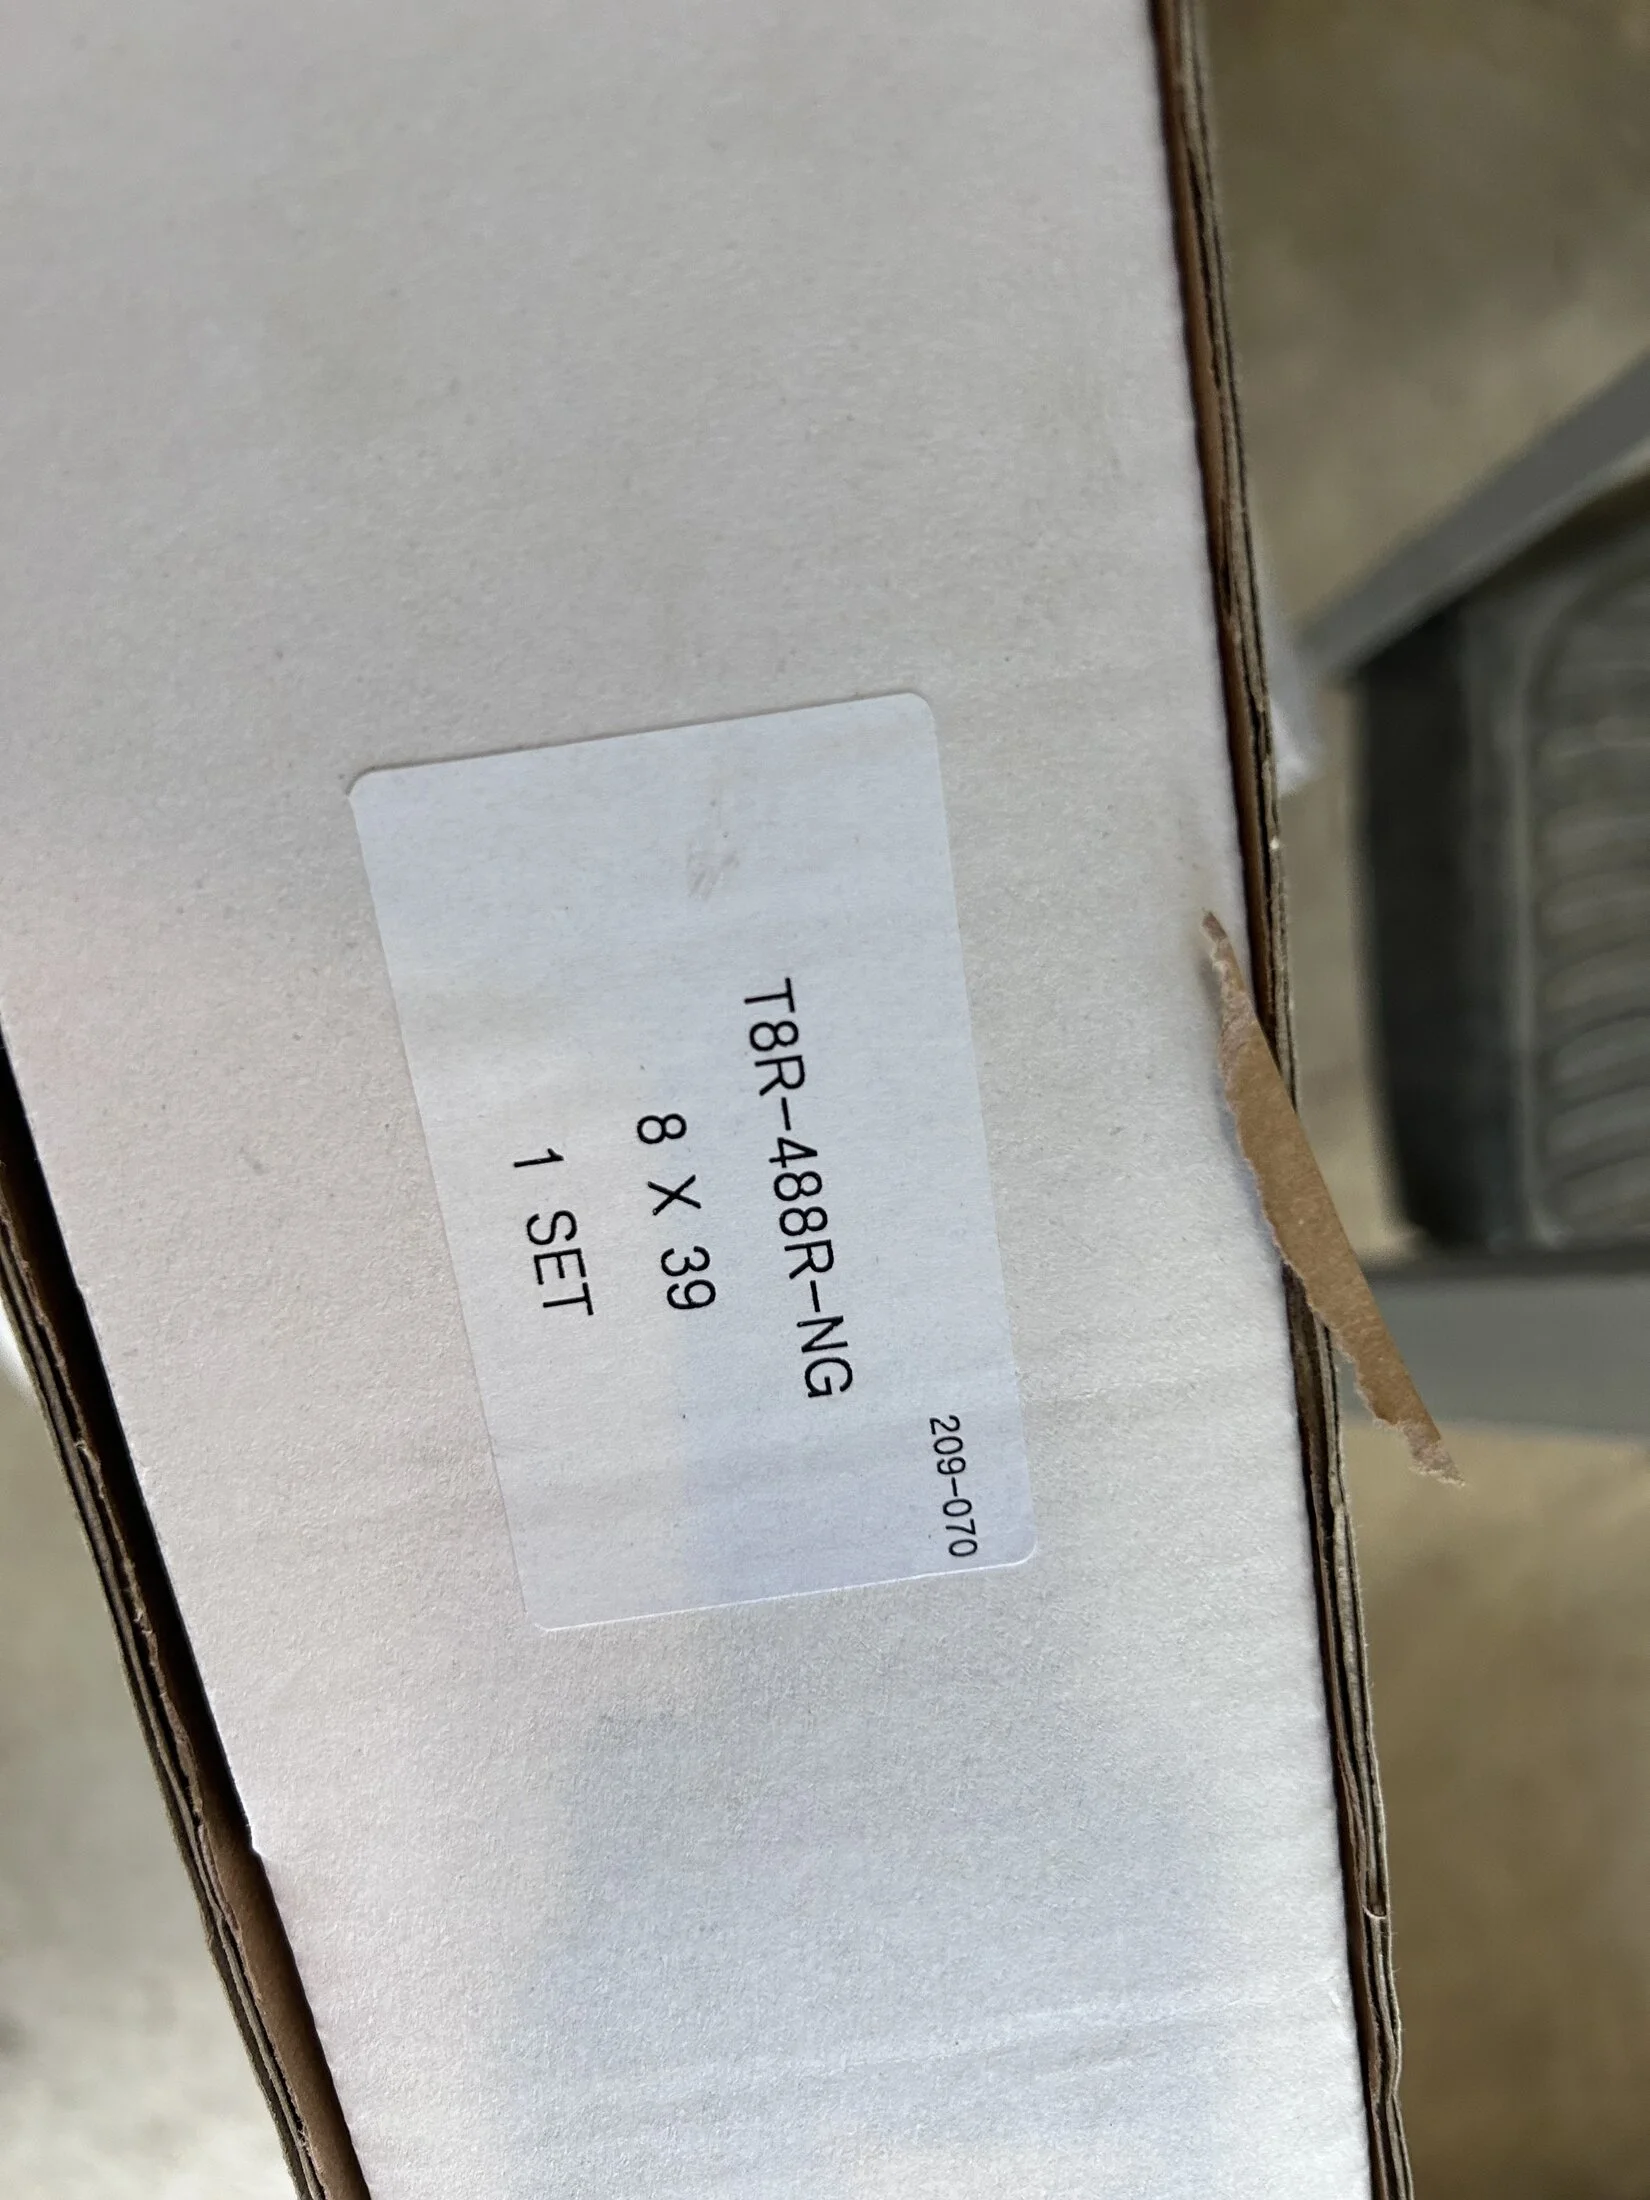 209-070
T8R-488R-NG
8 X 39
1 SET